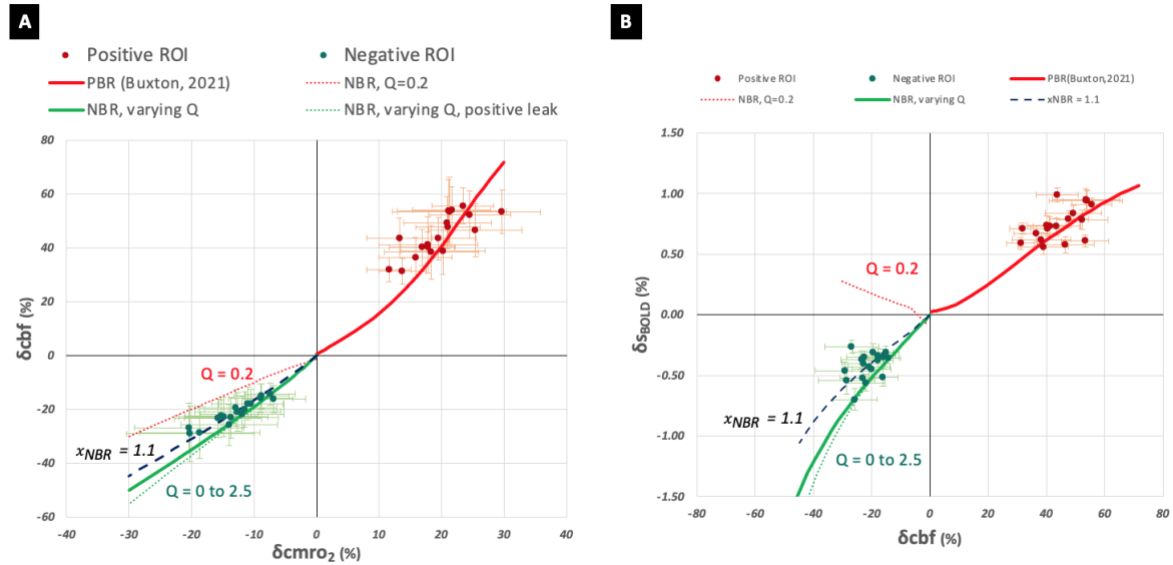 A
Positive ROI
Negative ROI
PBR (Buxton, 2021)
NBR, Q=0.2
NBR, varying Q
NBR, varying Q, positive leak
80
60
40
20
0
-20
-40
-60
-40
-30
-20
-10
0
10
20
30
40
δcbf (%)
δcmro₂ (%)
Q = 0.2
xNBR = 1.1
Q = 0 to 2.5
B
Positive ROI
Negative ROI
PBR(Buxton,2021)
NBR, Q=0.2
NBR, varying Q
xNBR = 1.1
1.50
1.00
0.50
0.00
-0.50
-1.00
-1.50
-80
-60
-40
-20
0
20
40
60
80
δsBOLD (%)
δcbf (%)
Q = 0.2
xNBR = 1.1
Q = 0 to 2.5